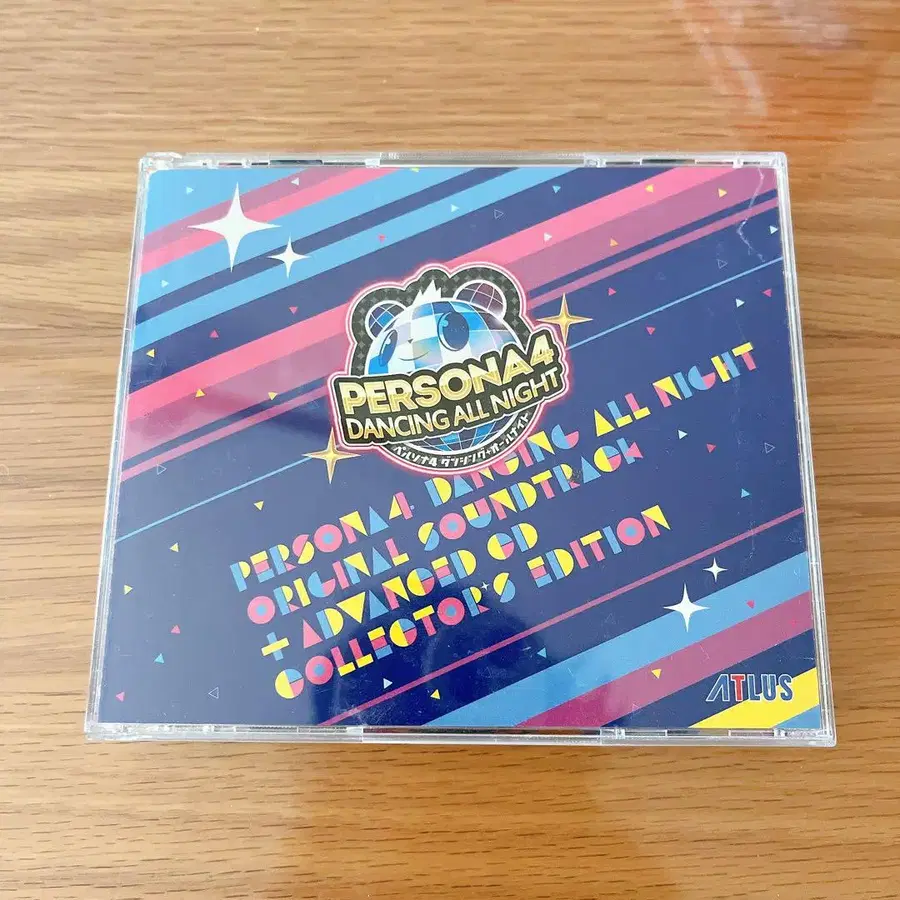 PERSONA4
DANCING ALL NIGHT
ペルソナ4 ダンシング・オールナイト
PERSONA4 DANCING ALL NIGHT
ORIGINAL SOUNDTRACK
+ ADVANCED CD
COLLECTOR'S EDITION
ATLUS